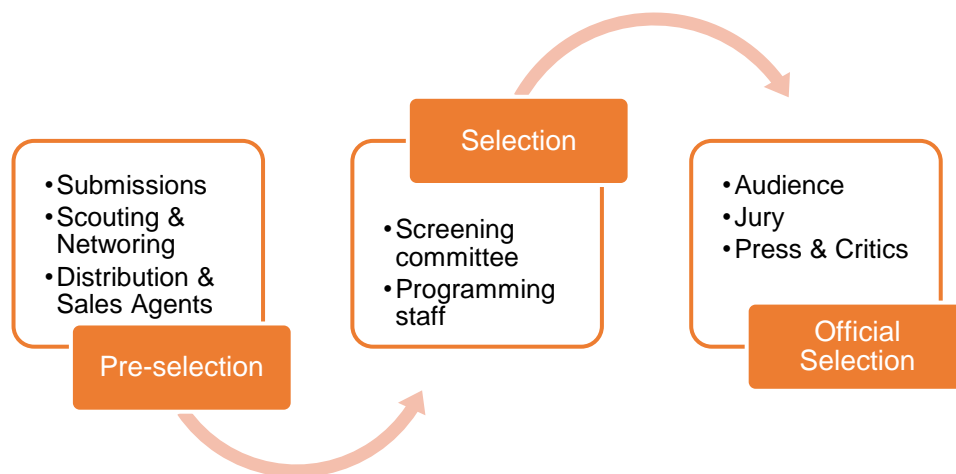 •Submissions
•Scouting &
Networing
•Distribution &
Sales Agents
Pre-selection
Selection
•Screening
committee
•Programming
staff
•Audience
•Jury
•Press & Critics
Official
Selection